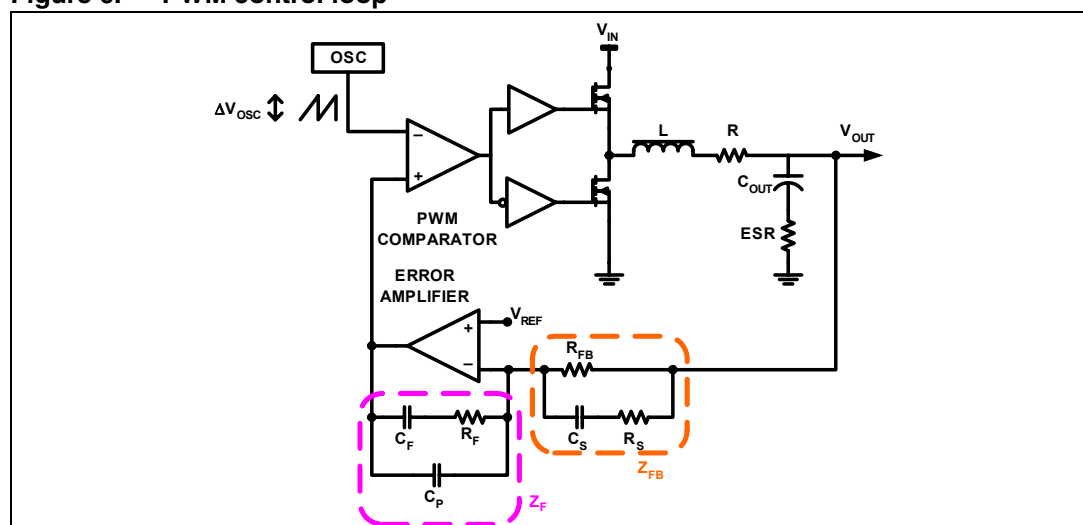 Figure 5. PWM control loop
OSC
ΔV_OSC
V_IN
L
R
V_OUT
C_OUT
ESR
−
+
PWM
COMPARATOR
ERROR
AMPLIFIER
V_REF
+
−
R_FB
C_S
R_S
Z_FB
C_F
R_F
C_P
Z_F